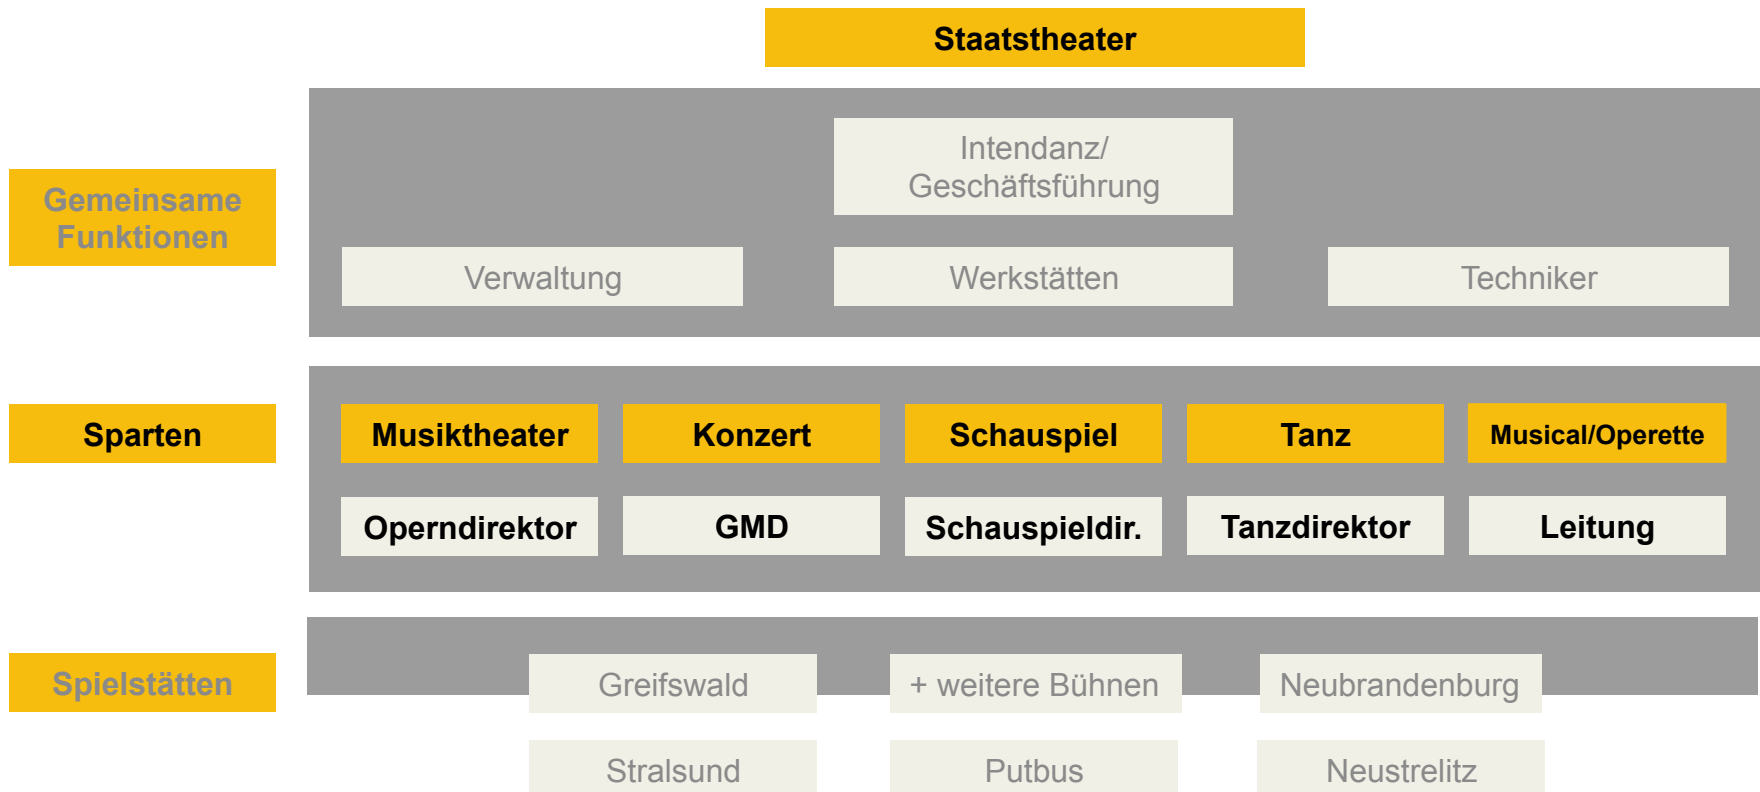 Staatstheater
Gemeinsame
Funktionen
Intendanz/
Geschäftsführung
Verwaltung
Werkstätten
Techniker
Sparten
Musiktheater
Konzert
Schauspiel
Tanz
Musical/Operette
Operndirektor
GMD
Schauspieldir.
Tanzdirektor
Leitung
Spielstätten
Greifswald
+ weitere Bühnen
Neubrandenburg
Stralsund
Putbus
Neustrelitz